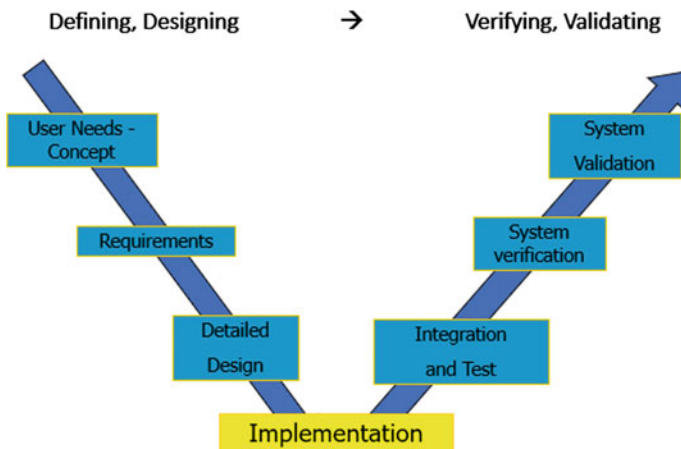 Defining, Designing → Verifying, Validating
User Needs -
Concept
Requirements
Detailed
Design
Implementation
Integration
and Test
System
verification
System
Validation